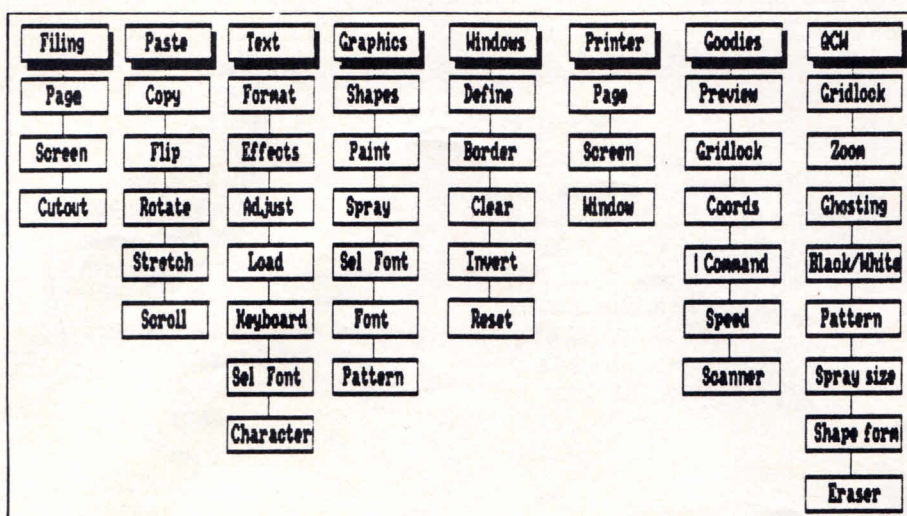 Filing Paste Text Graphics Windows Printer Goodies QCW
Page Copy Format Shapes Define Page Preview Gridlock
Screen Flip Effects Paint Border Screen Gridlock Zoom
Cutout Rotate Adjust Spray Clear Window Coords Ghosting
Stretch Load Sel Font Invert | Command Black/White
Scroll Keyboard Font Reset Speed Pattern
Sel Font Pattern Scanner Spray size
Character Shape form
Eraser